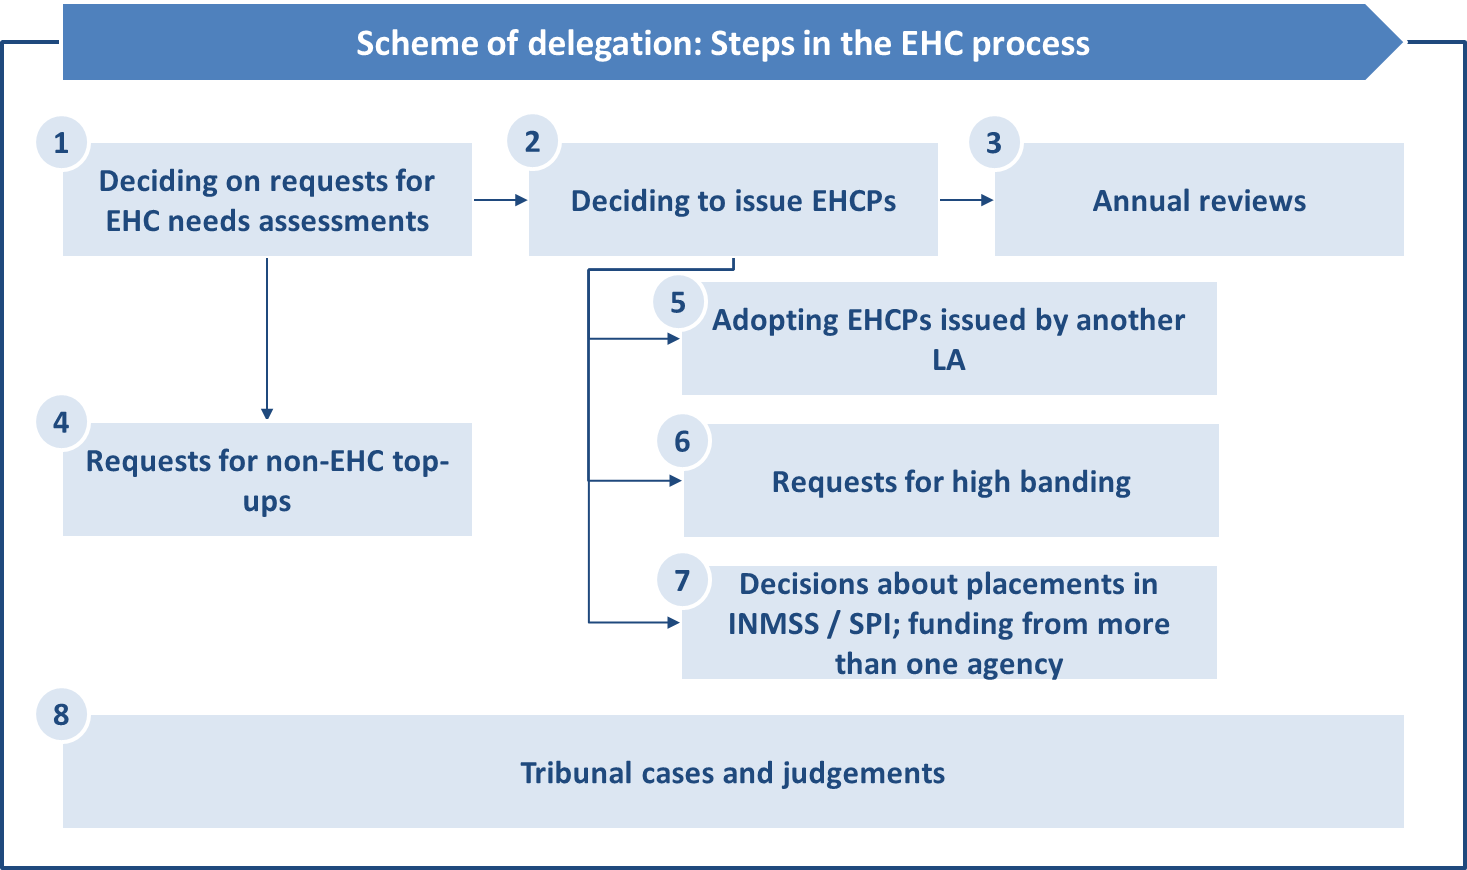 Scheme of delegation: Steps in the EHC process
1
Deciding on requests for
EHC needs assessments
2
Deciding to issue EHCPs
3
Annual reviews
4
Requests for non-EHC top-
ups
5
Adopting EHCPs issued by another
LA
6
Requests for high banding
7
Decisions about placements in
INMSS / SPI; funding from more
than one agency
8
Tribunal cases and judgements